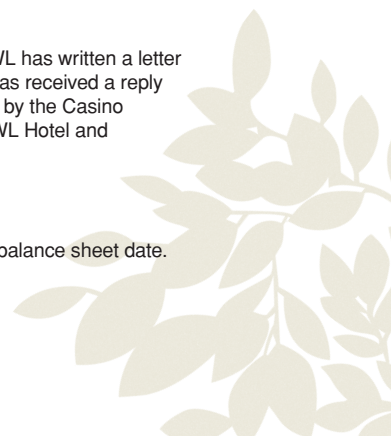 WL has written a letter
as received a reply
by the Casino
WL Hotel and
balance sheet date.